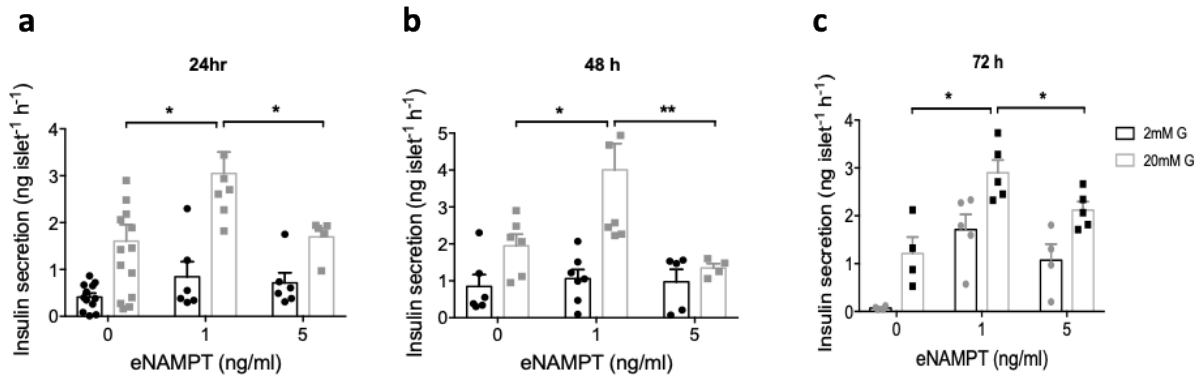 a
24hr
Insulin secretion (ng islet⁻¹ h⁻¹)
4
3
2
1
0
*
*
0 1 5
eNAMPT (ng/ml)
b
48 h
Insulin secretion (ng islet⁻¹ h⁻¹)
5
4
3
2
1
0
*
**
0 1 5
eNAMPT (ng/ml)
c
72 h
Insulin secretion (ng islet⁻¹ h⁻¹)
4
3
2
1
0
*
*
0 1 5
eNAMPT (ng/ml)
2mM G
20mM G